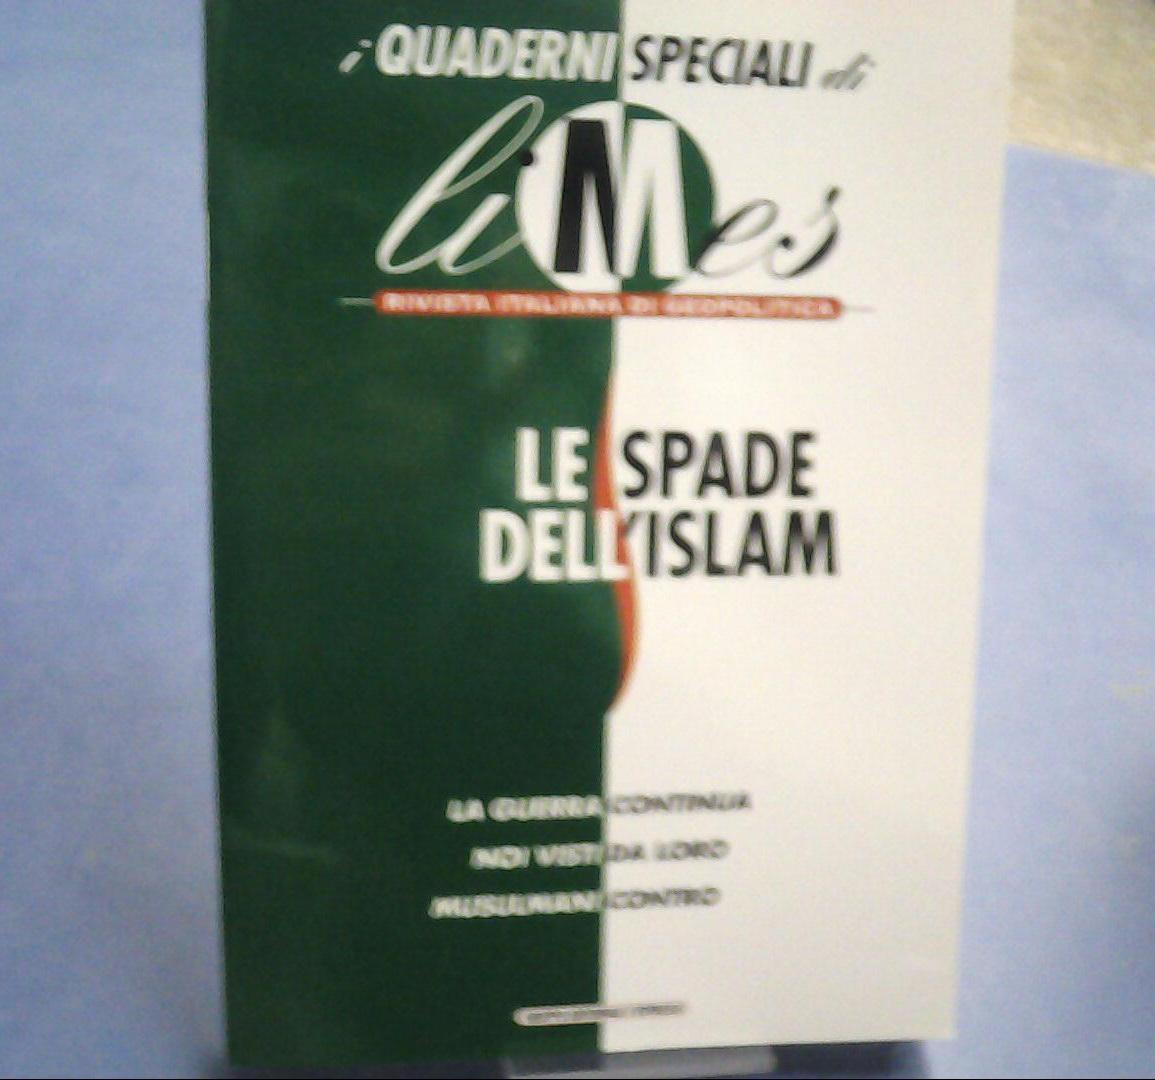 i QUADERNI SPECIALI di
liMes
RIVISTA ITALIANA DI GEOPOLITICA
LE SPADE
DELL'ISLAM
LA GUERRA CONTINUA
NOI VISTI DA LORO
MUSULMANI CONTRO